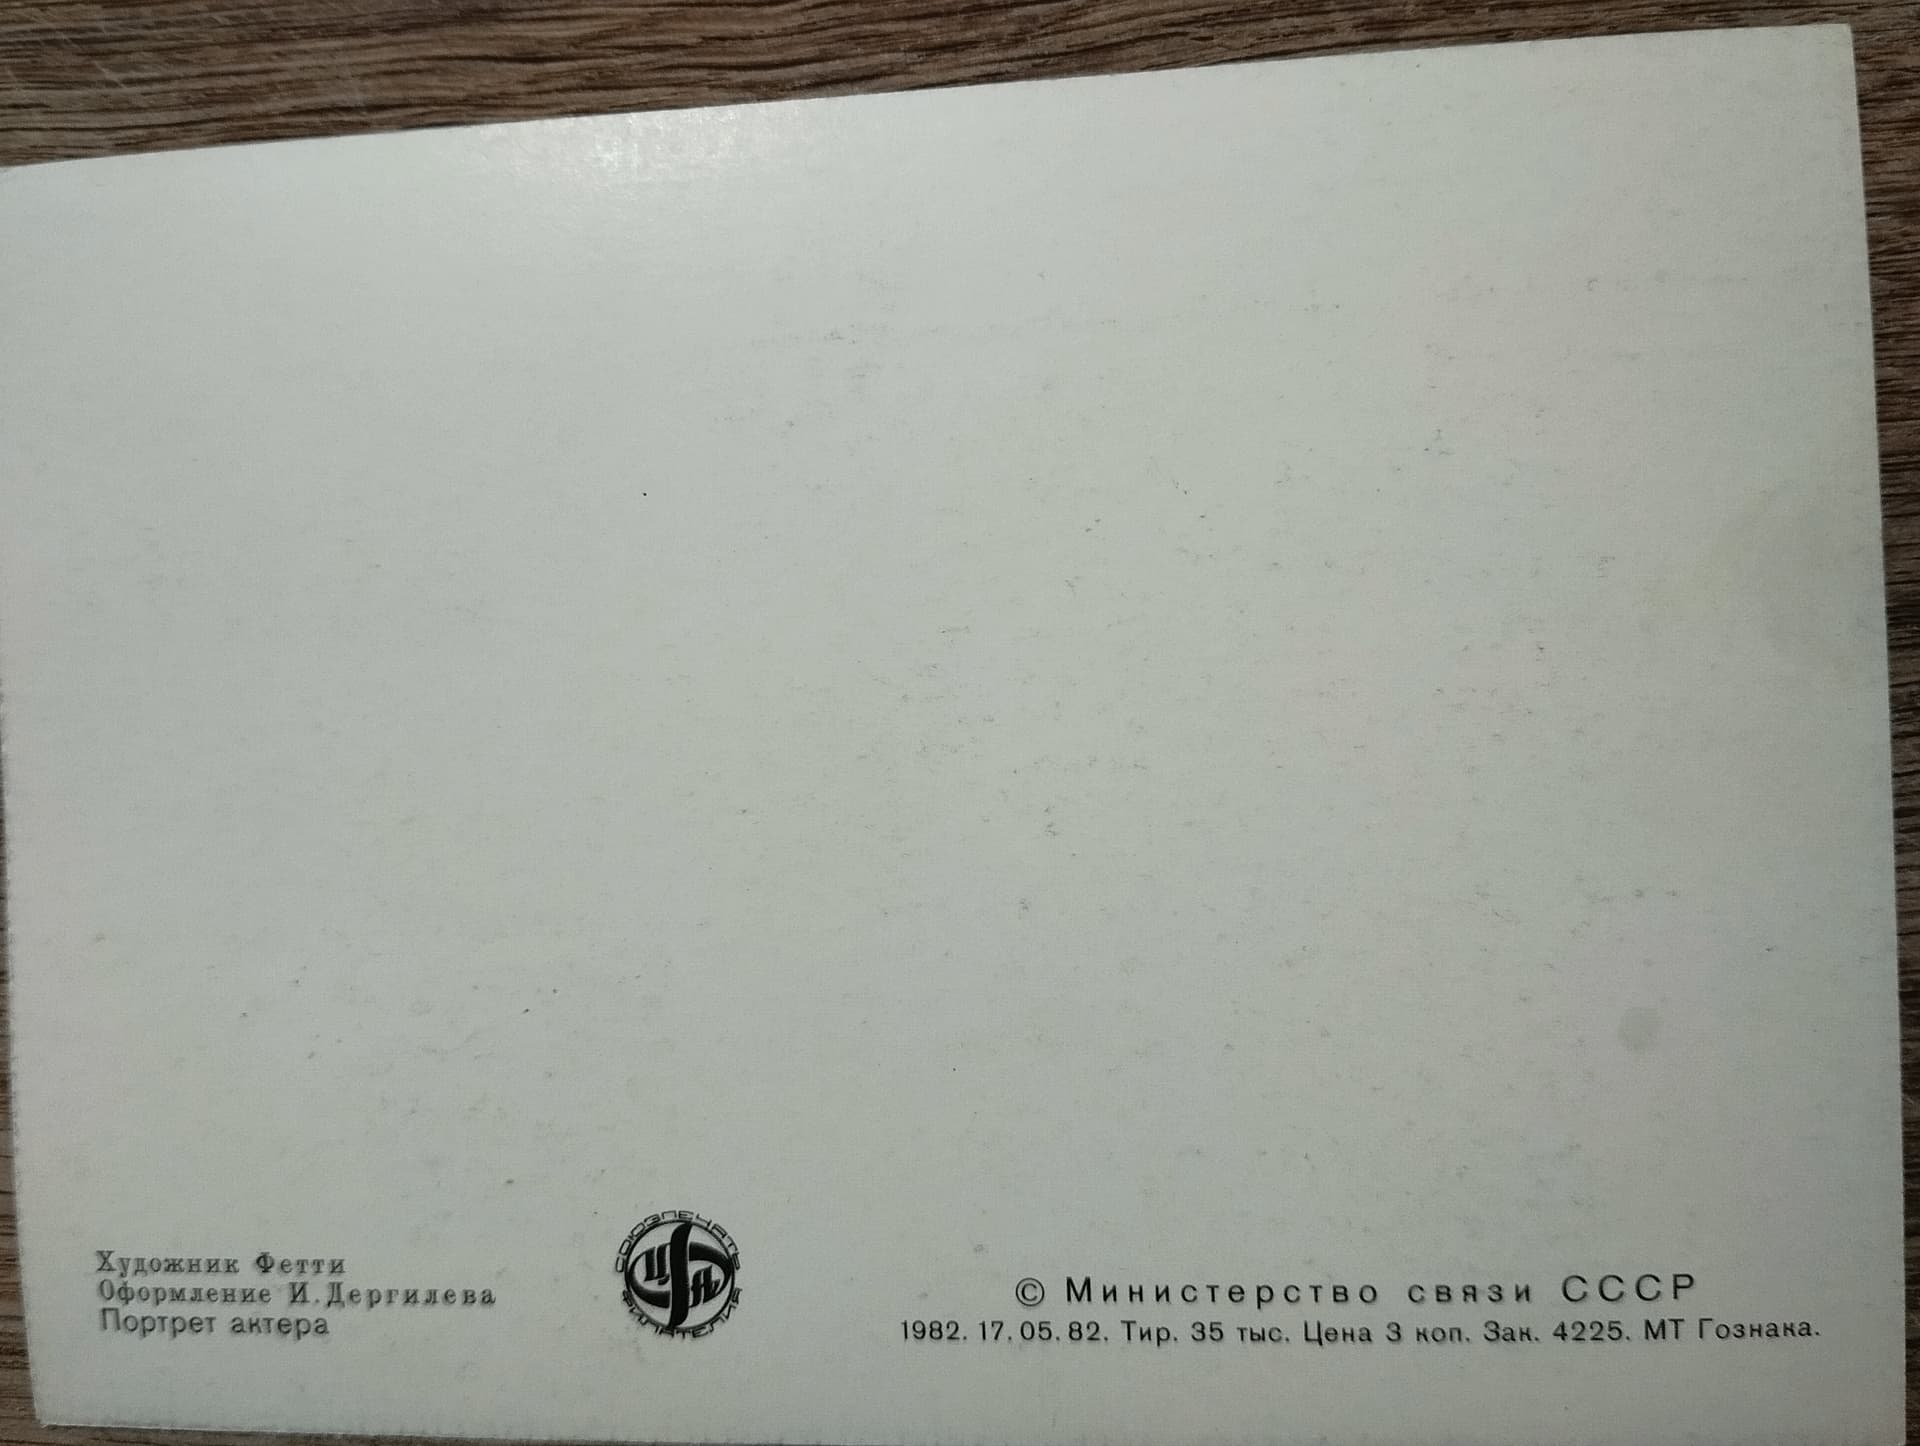 Художник Фетти
Оформление И. Дергилева
Портрет актера
СОЮЗПЕЧАТЬ
ЦФА
ФИЛАТЕЛИЯ
© Министерство связи СССР
1982. 17.05.82. Тир. 35 тыс. Цена 3 коп. Зак. 4225. МТ Гознака.